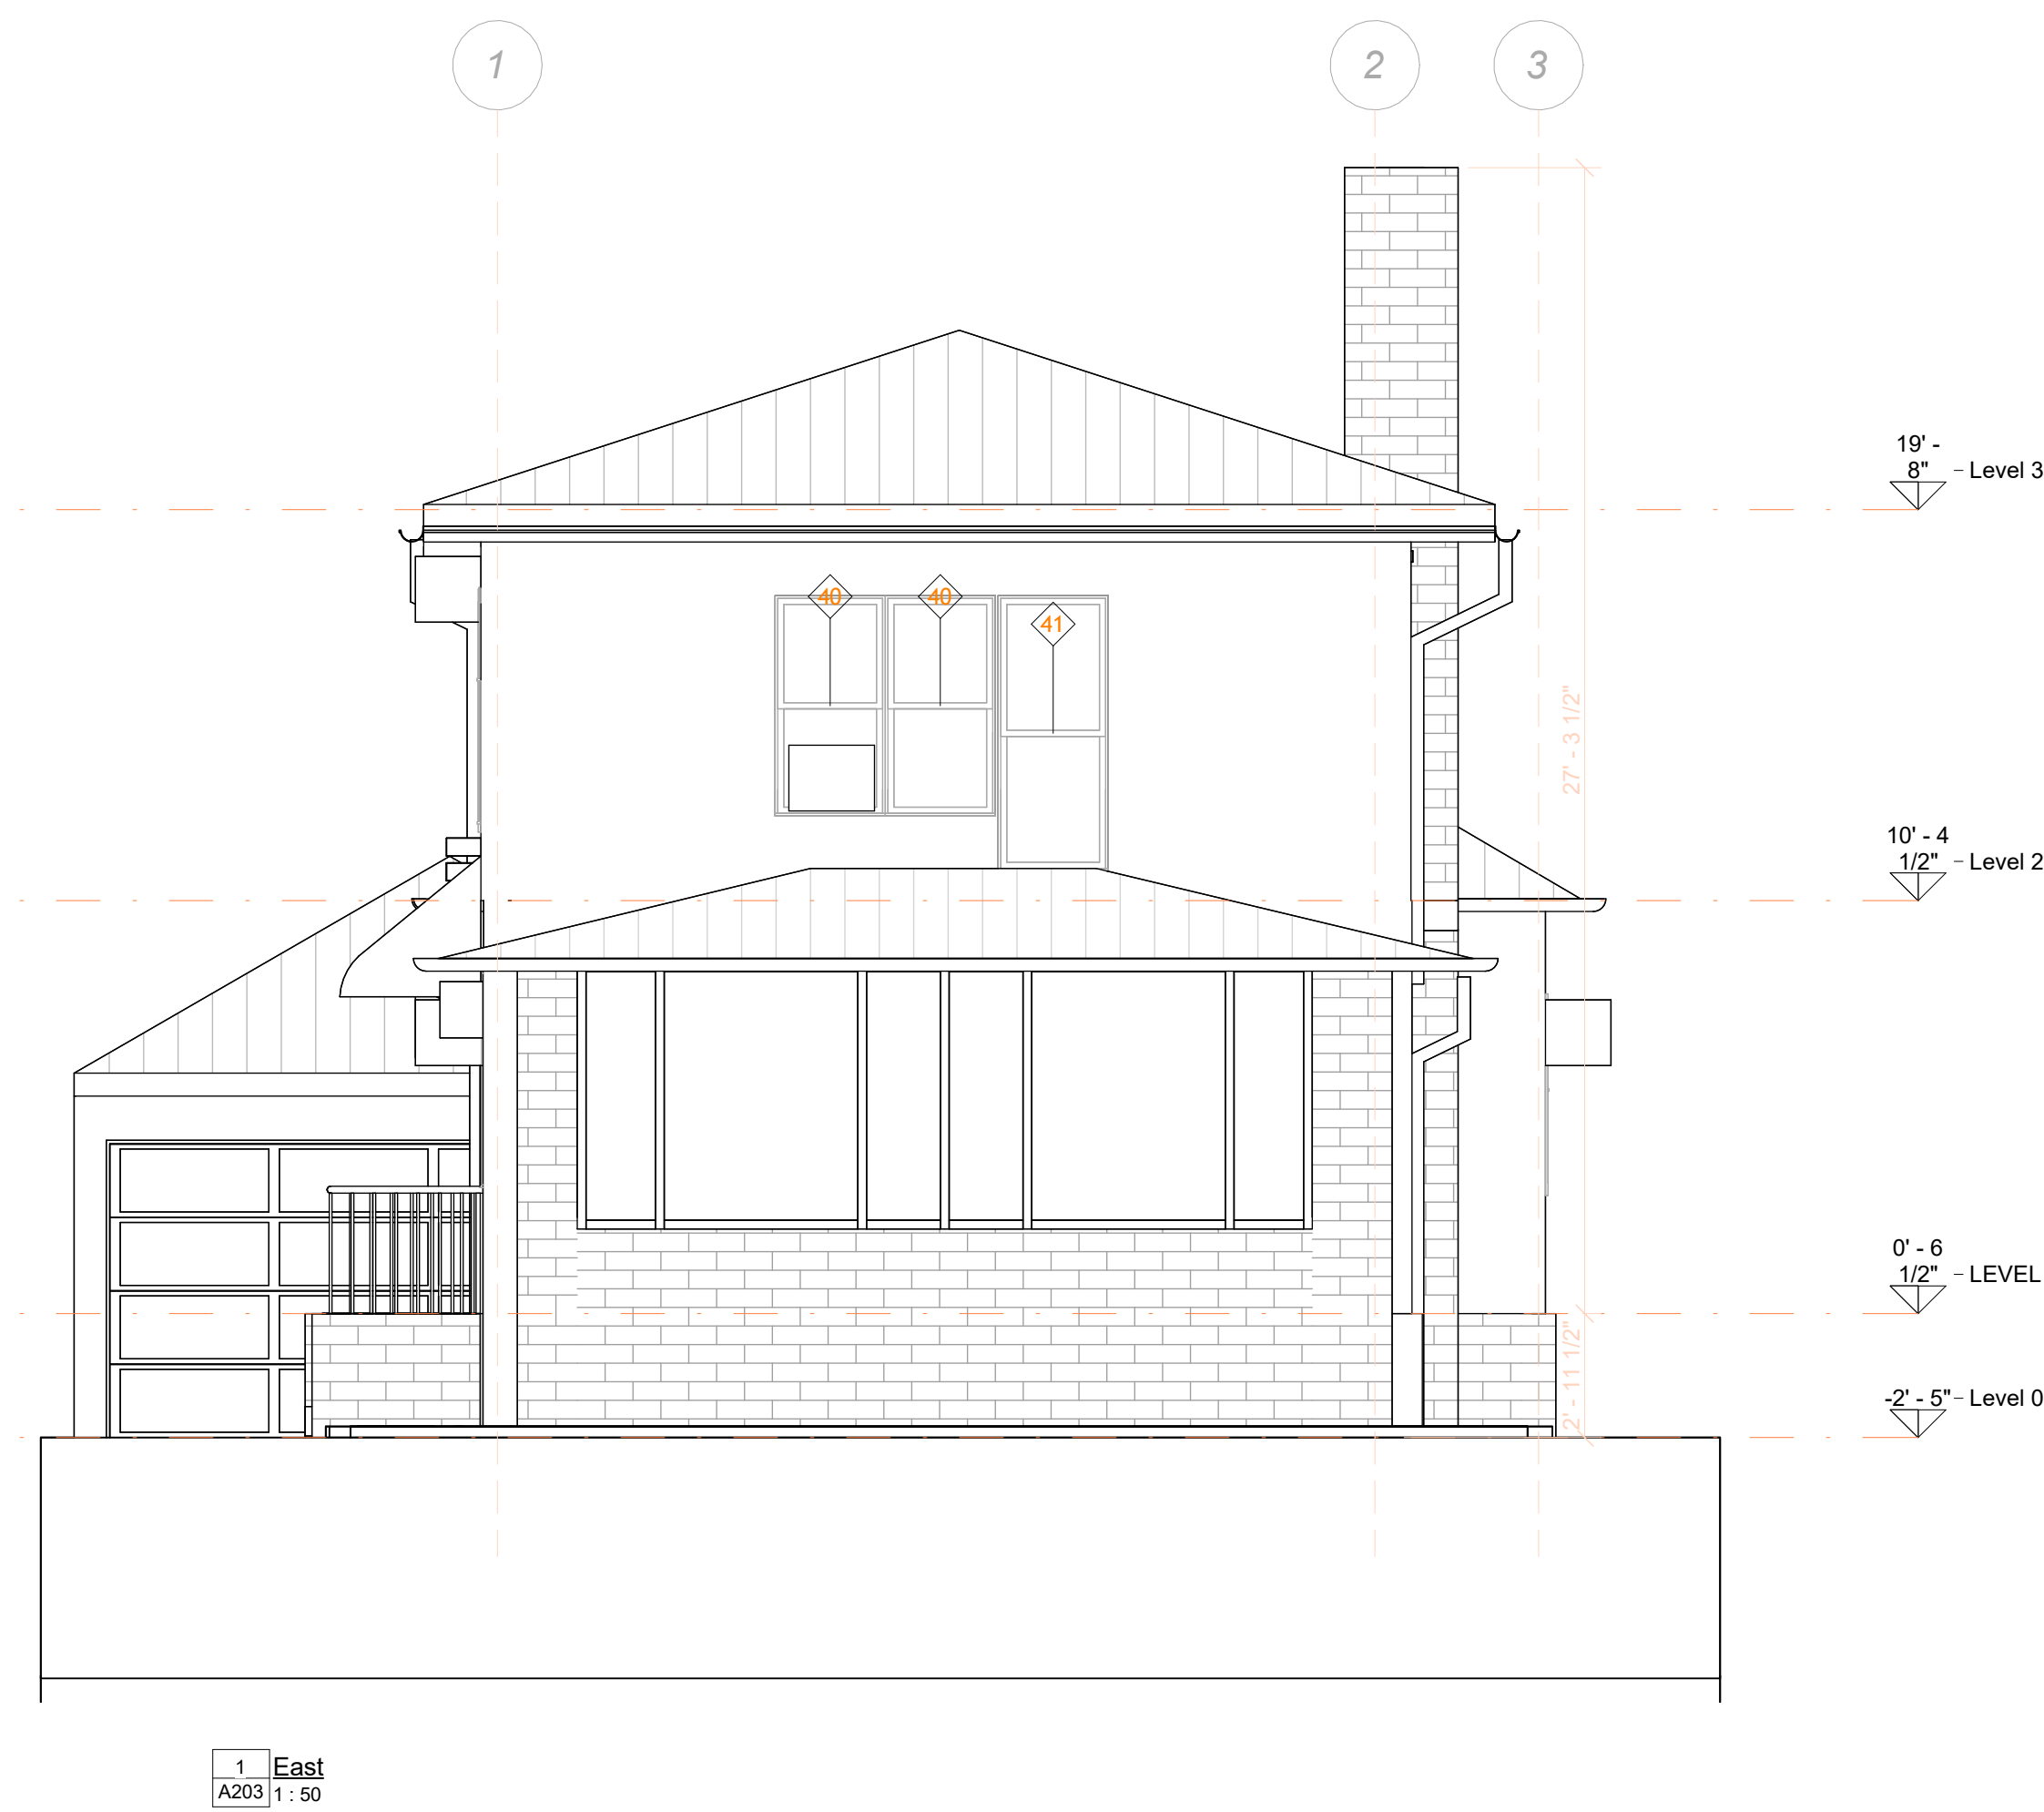 1
2
3
19' -
8"
Level 3
40
40
41
27' - 3 1/2"
10' - 4
1/2"
Level 2
0' - 6
1/2"
LEVEL
2' - 11 1/2"
-2' - 5"
Level 0
1
East
A203
1 : 50